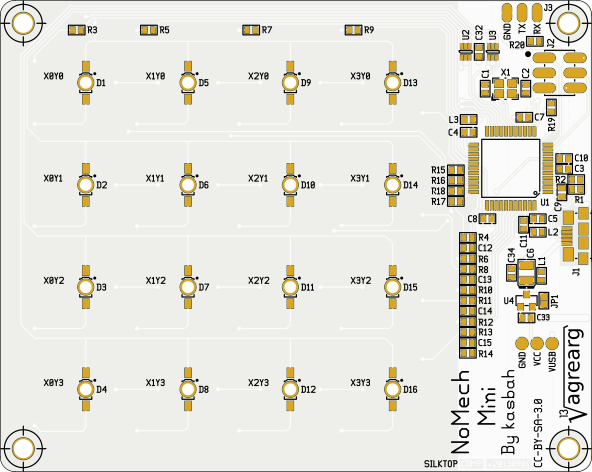 R3 R5 R7 R9
U2 C32 U3 GND TX RX J3
R20 J2
X0Y0 D1 X1Y0 D5 X2Y0 D9 X3Y0 D13
C1 X1 C2
L3 C7 R19
C4
X0Y1 D2 X1Y1 D6 X2Y1 D10 X3Y1 D14
R15 C10
R16 C3
R18 R2
R17 C9 R1
U1
C8 C5
C11 L2
R4
C12
R6 C34 C6 L1 J1
R8
C13
X0Y2 D3 X1Y2 D7 X2Y2 D11 X3Y2 D15
R10
R11 U4 JP1
C14
R12 C33
R13
C15
R14
GND VCC VUSB
X0Y3 D4 X1Y3 D8 X2Y3 D12 X3Y3 D16
NoMech
Mini
By kasbah
CC-BY-SA-3.0
Vagrearg
SILKTOP